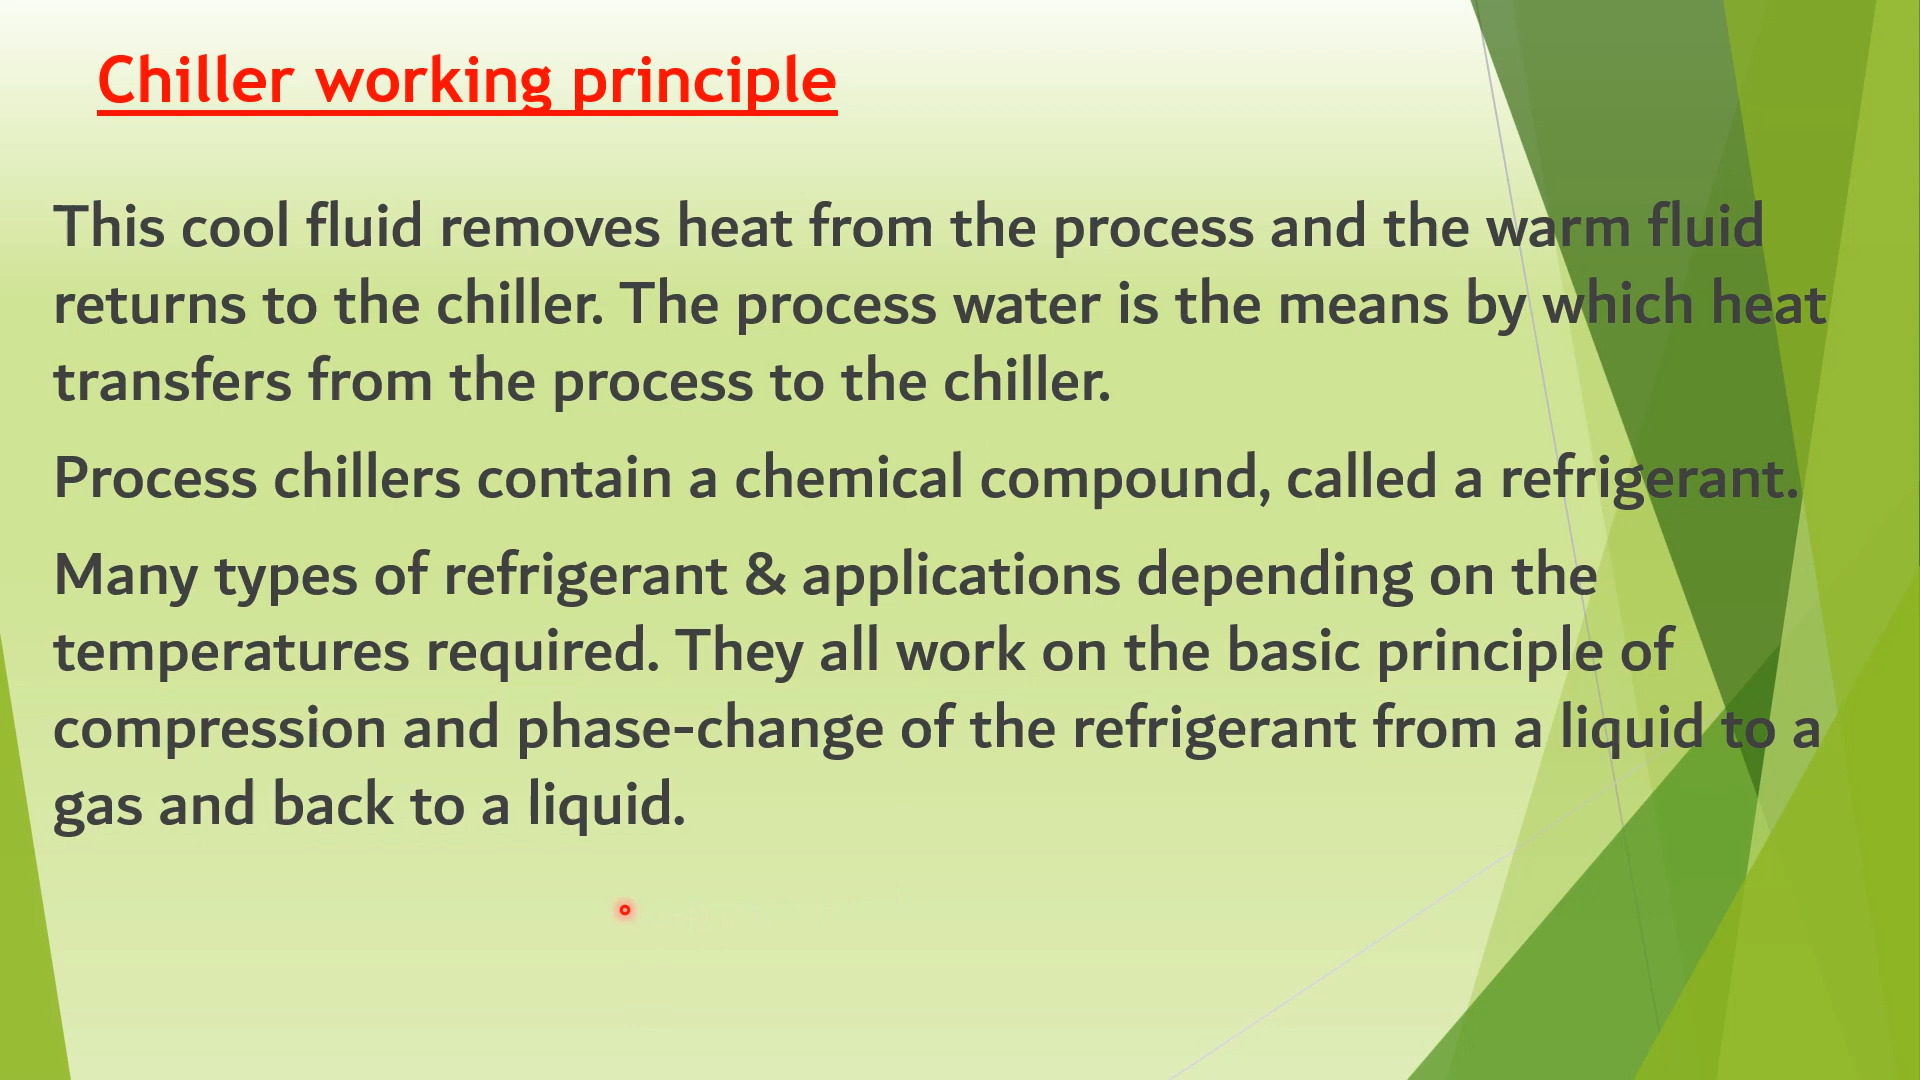 Chiller working principle
This cool fluid removes heat from the process and the warm fluid
returns to the chiller. The process water is the means by which heat
transfers from the process to the chiller.
Process chillers contain a chemical compound, called a refrigerant.
Many types of refrigerant & applications depending on the
temperatures required. They all work on the basic principle of
compression and phase-change of the refrigerant from a liquid to a
gas and back to a liquid.